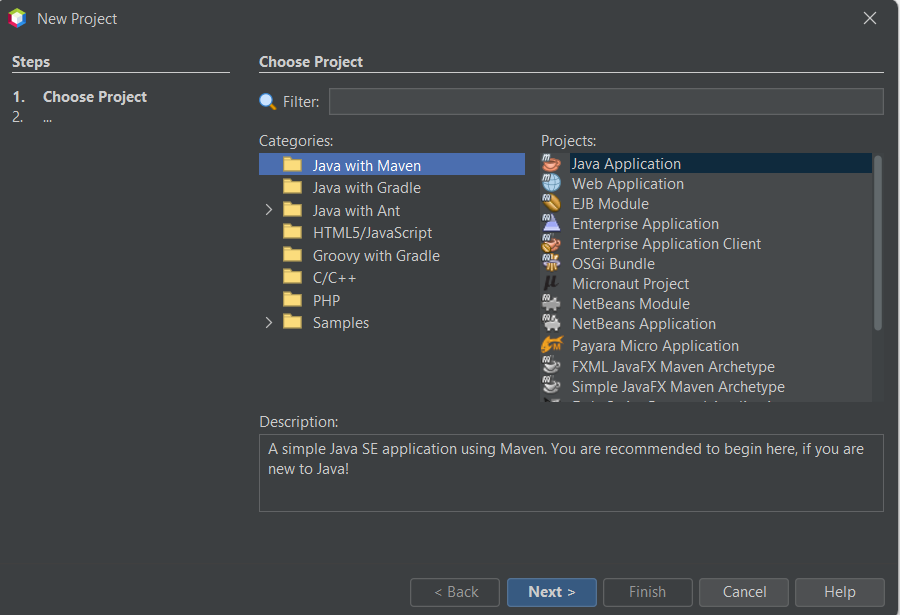 New Project
Steps
1. Choose Project
2. ...
Choose Project
Filter:
Categories:
Java with Maven
Java with Gradle
Java with Ant
HTML5/JavaScript
Groovy with Gradle
C/C++
PHP
Samples
Projects:
Java Application
Web Application
EJB Module
Enterprise Application
Enterprise Application Client
OSGi Bundle
Micronaut Project
NetBeans Module
NetBeans Application
Payara Micro Application
FXML JavaFX Maven Archetype
Simple JavaFX Maven Archetype
Description:
A simple Java SE application using Maven. You are recommended to begin here, if you are
new to Java!
< Back
Next >
Finish
Cancel
Help